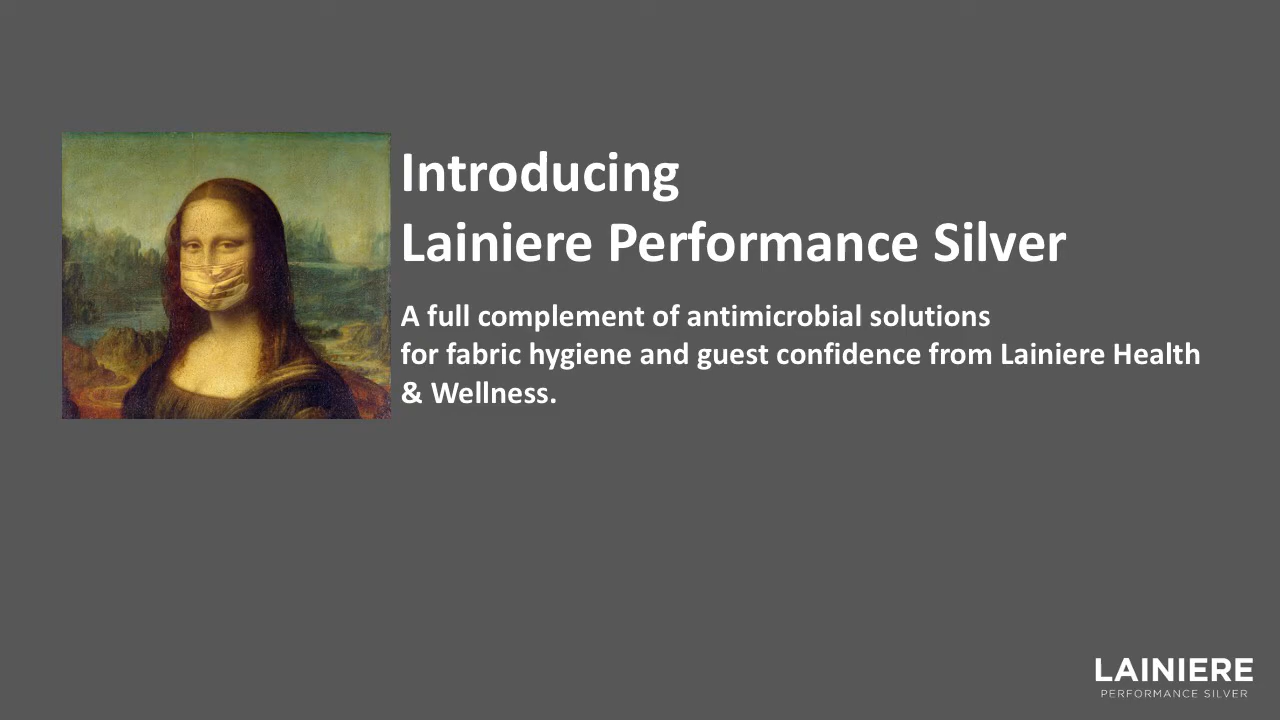 Introducing
Lainiere Performance Silver
A full complement of antimicrobial solutions
for fabric hygiene and guest confidence from Lainiere Health
& Wellness.
LAINIERE
PERFORMANCE SILVER